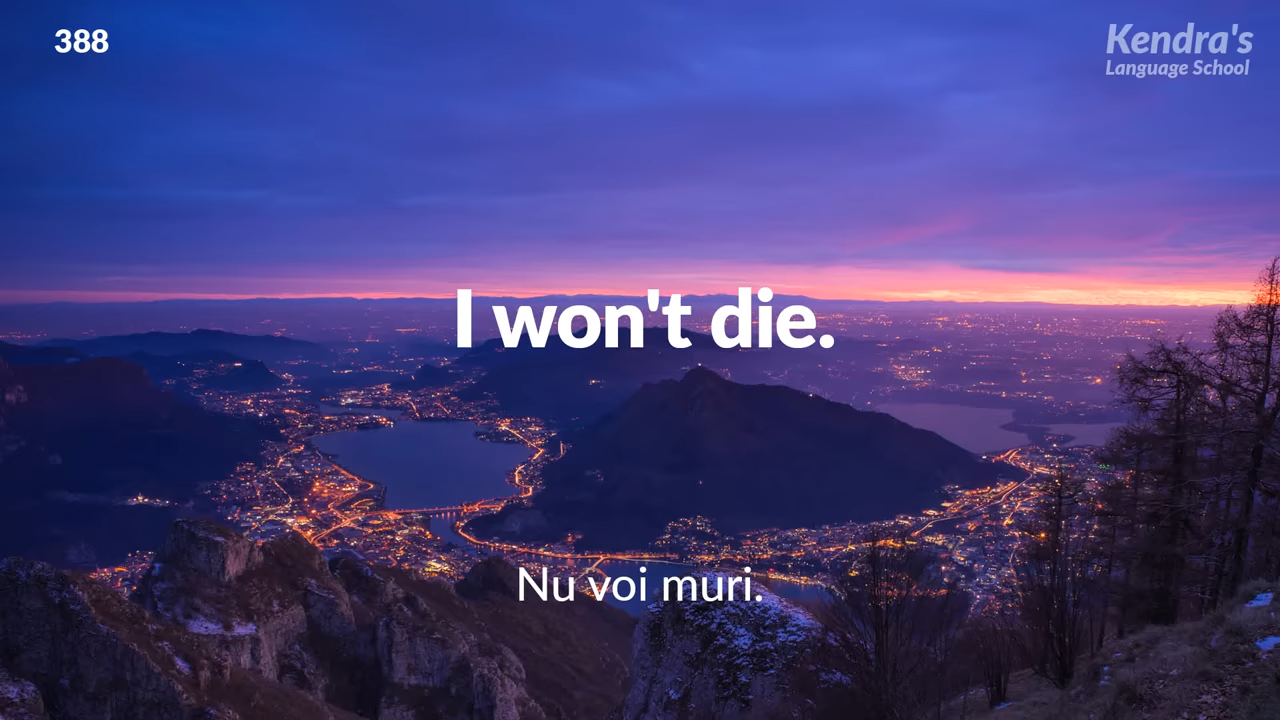 388
Kendra's
Language School
I won't die.
Nu voi muri.